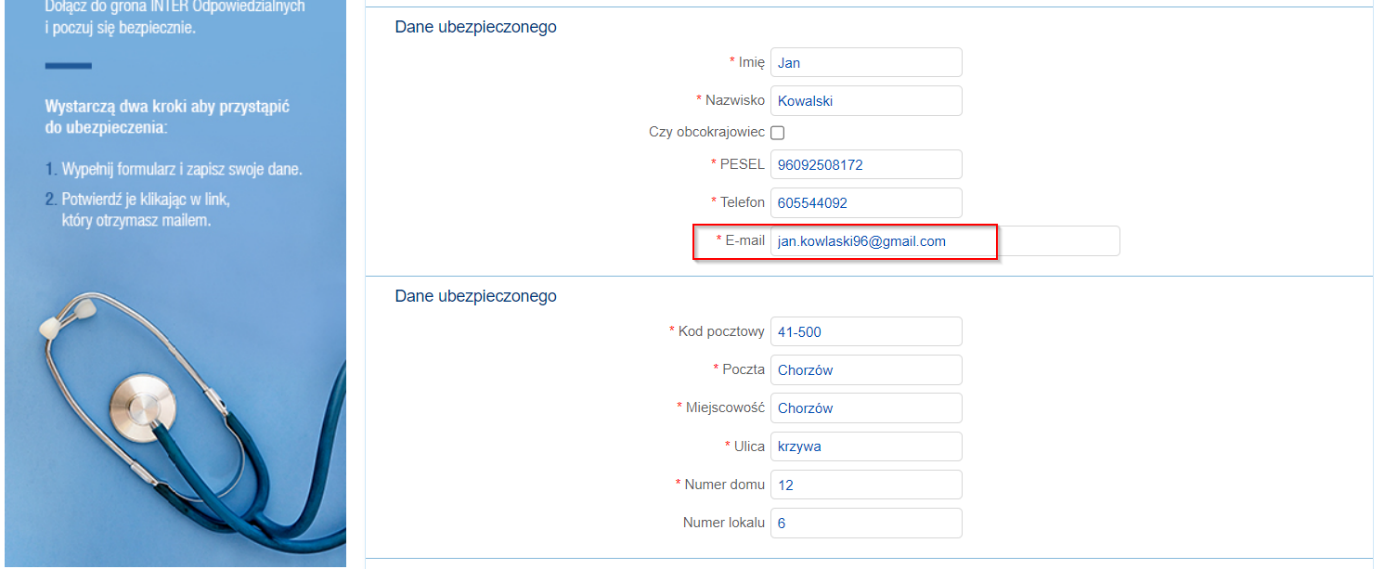 Dołącz do grona INTER Odpowiedzialnych
i poczuj się bezpiecznie.
Wystarczą dwa kroki aby przystąpić
do ubezpieczenia:
1. Wypełnij formularz i zapisz swoje dane.
2. Potwierdź je klikając w link,
który otrzymasz mailem.
Dane ubezpieczonego
* Imię Jan
* Nazwisko Kowalski
Czy obcokrajowiec
* PESEL 96092508172
* Telefon 605544092
* E-mail jan.kowlaski96@gmail.com
Dane ubezpieczonego
* Kod pocztowy 41-500
* Poczta Chorzów
* Miejscowość Chorzów
* Ulica krzywa
* Numer domu 12
Numer lokalu 6